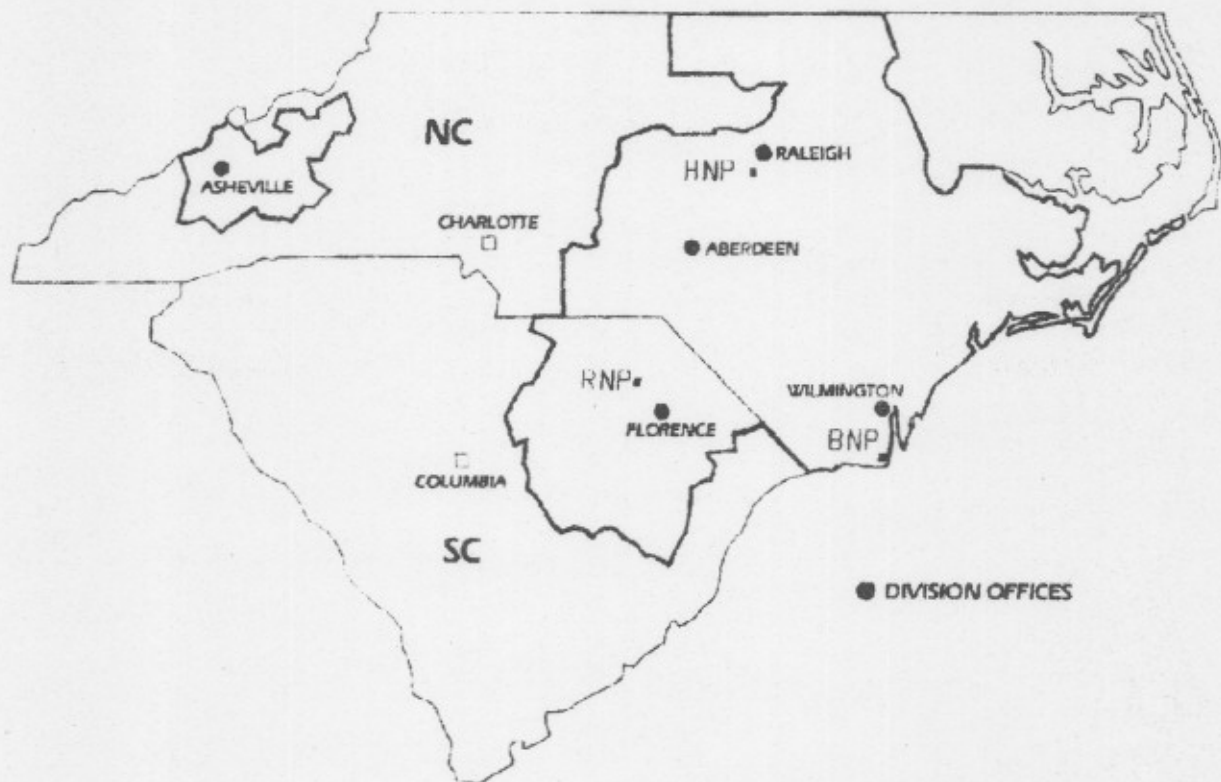 NC
RALEIGH
HNP
ASHEVILLE
CHARLOTTE
ABERDEEN
RNP
WILMINGTON
FLORENCE
BNP
COLUMBIA
SC
DIVISION OFFICES